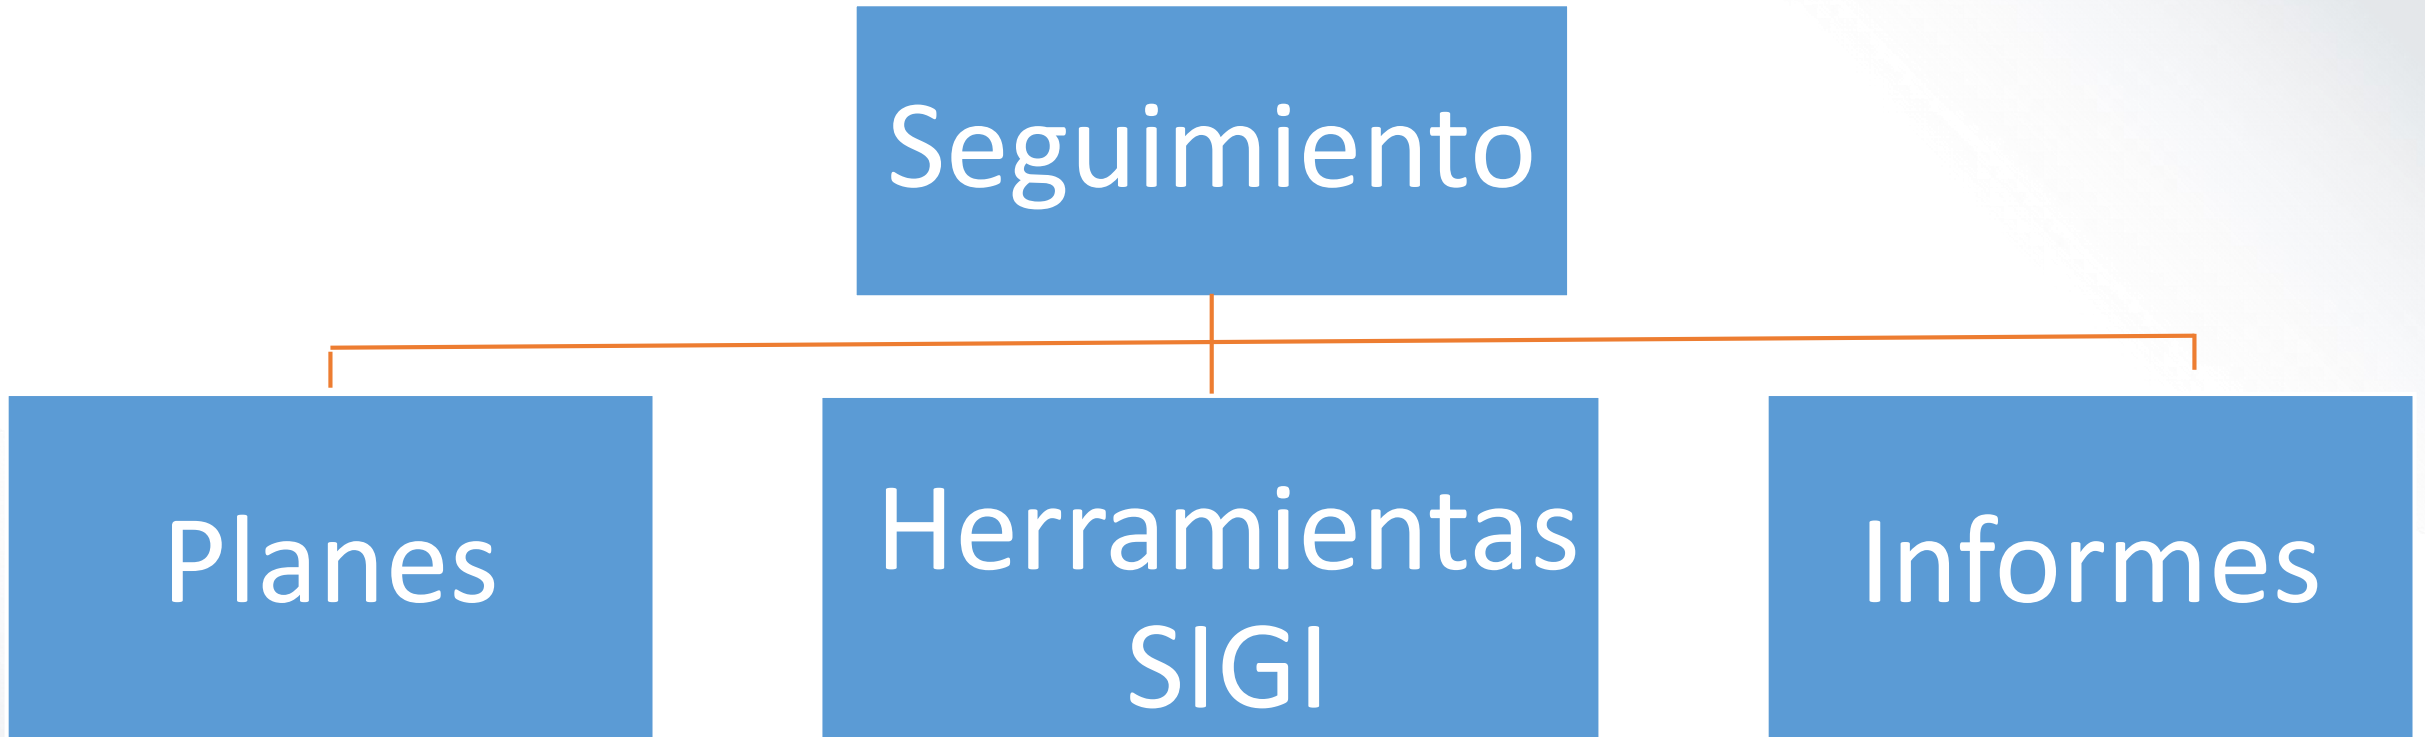 Seguimiento
Planes
Herramientas
SIGI
Informes